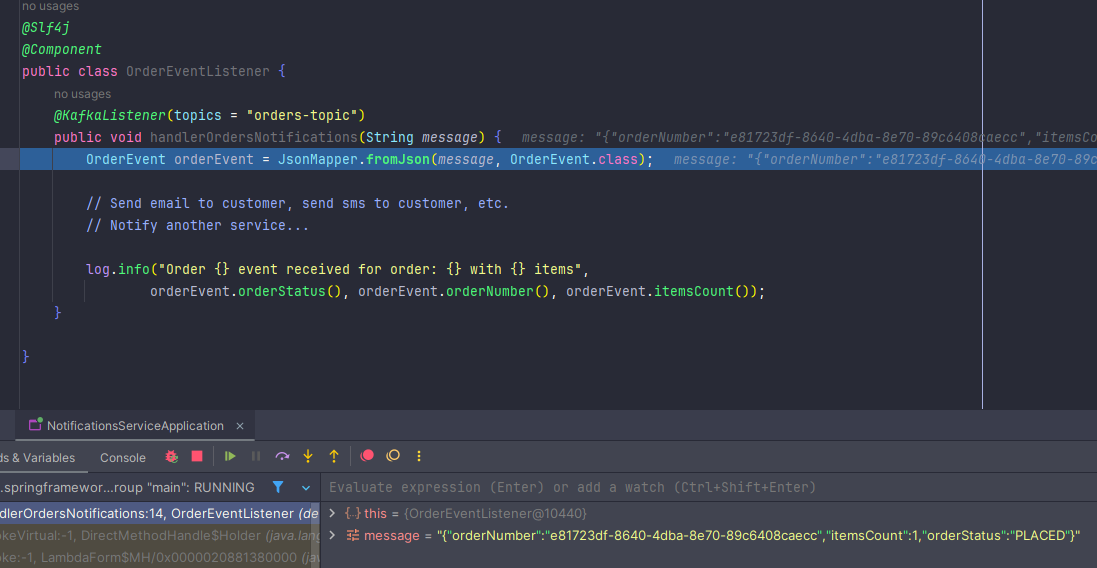 no usages
@Slf4j
@Component
public class OrderEventListener {
no usages
@KafkaListener(topics = "orders-topic")
public void handlerOrdersNotifications(String message) {   message: "{"orderNumber":"e81723df-8640-4dba-8e70-89c6408caecc","itemsCo
OrderEvent orderEvent = JsonMapper.fromJson(message, OrderEvent.class);   message: "{"orderNumber":"e81723df-8640-4dba-8e70-89c
// Send email to customer, send sms to customer, etc.
// Notify another service...
log.info("Order {} event received for order: {} with {} items",
orderEvent.orderStatus(), orderEvent.orderNumber(), orderEvent.itemsCount());
}
}
NotificationsServiceApplication ×
ds & Variables Console
.springframewor...roup "main": RUNNING
Evaluate expression (Enter) or add a watch (Ctrl+Shift+Enter)
dlerOrdersNotifications:14, OrderEventListener (de
okeVirtual:-1, DirectMethodHandle$Holder (java.lang
oke:-1, LambdaForm$MH/0x0000020881380000 (jav
this = {OrderEventListener@10440}
message = "{"orderNumber":"e81723df-8640-4dba-8e70-89c6408caecc","itemsCount":1,"orderStatus":"PLACED"}"